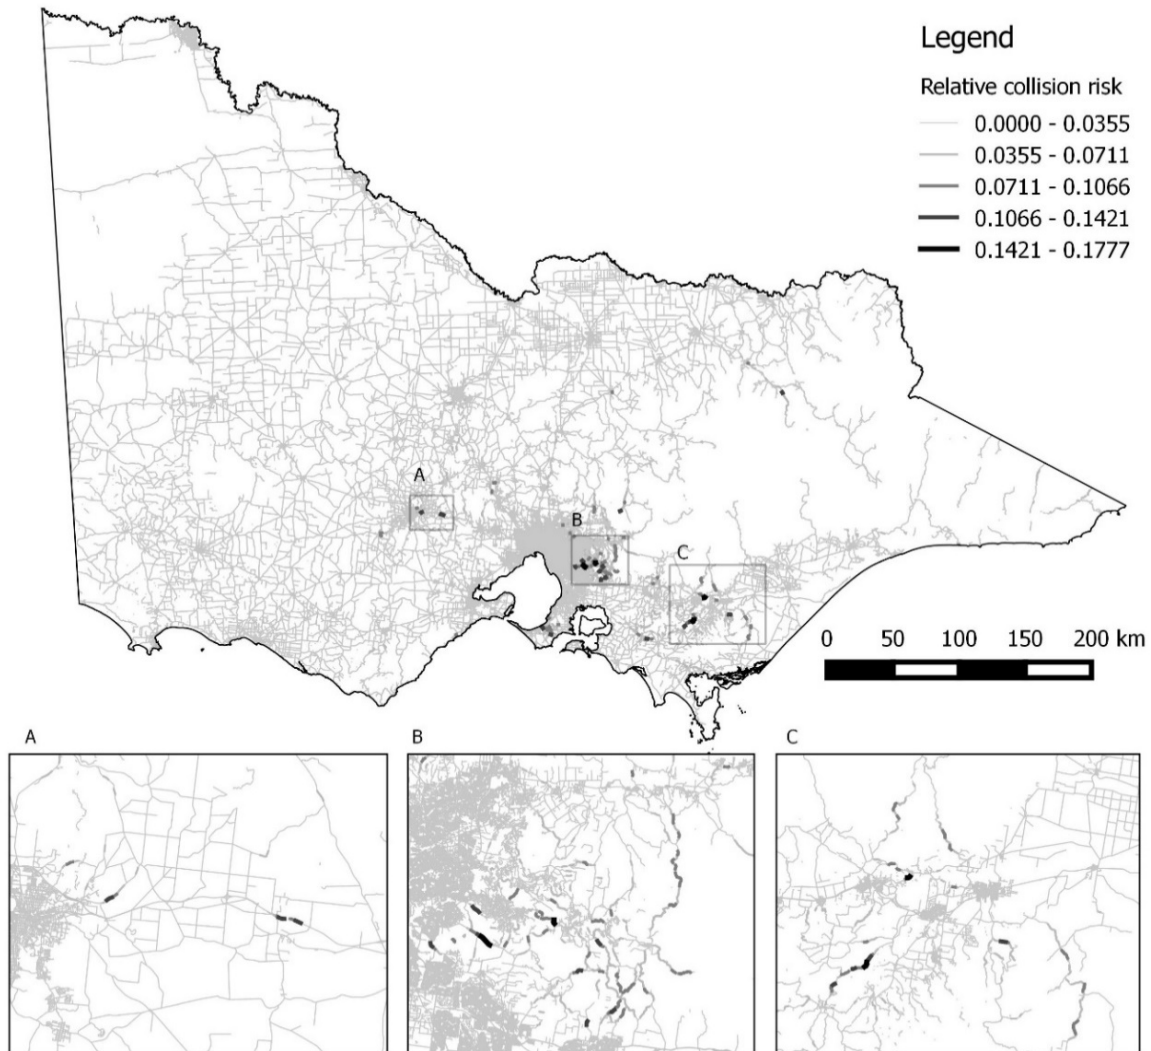 Legend
Relative collision risk
0.0000 - 0.0355
0.0355 - 0.0711
0.0711 - 0.1066
0.1066 - 0.1421
0.1421 - 0.1777
A
B
C
0 50 100 150 200 km
A B C